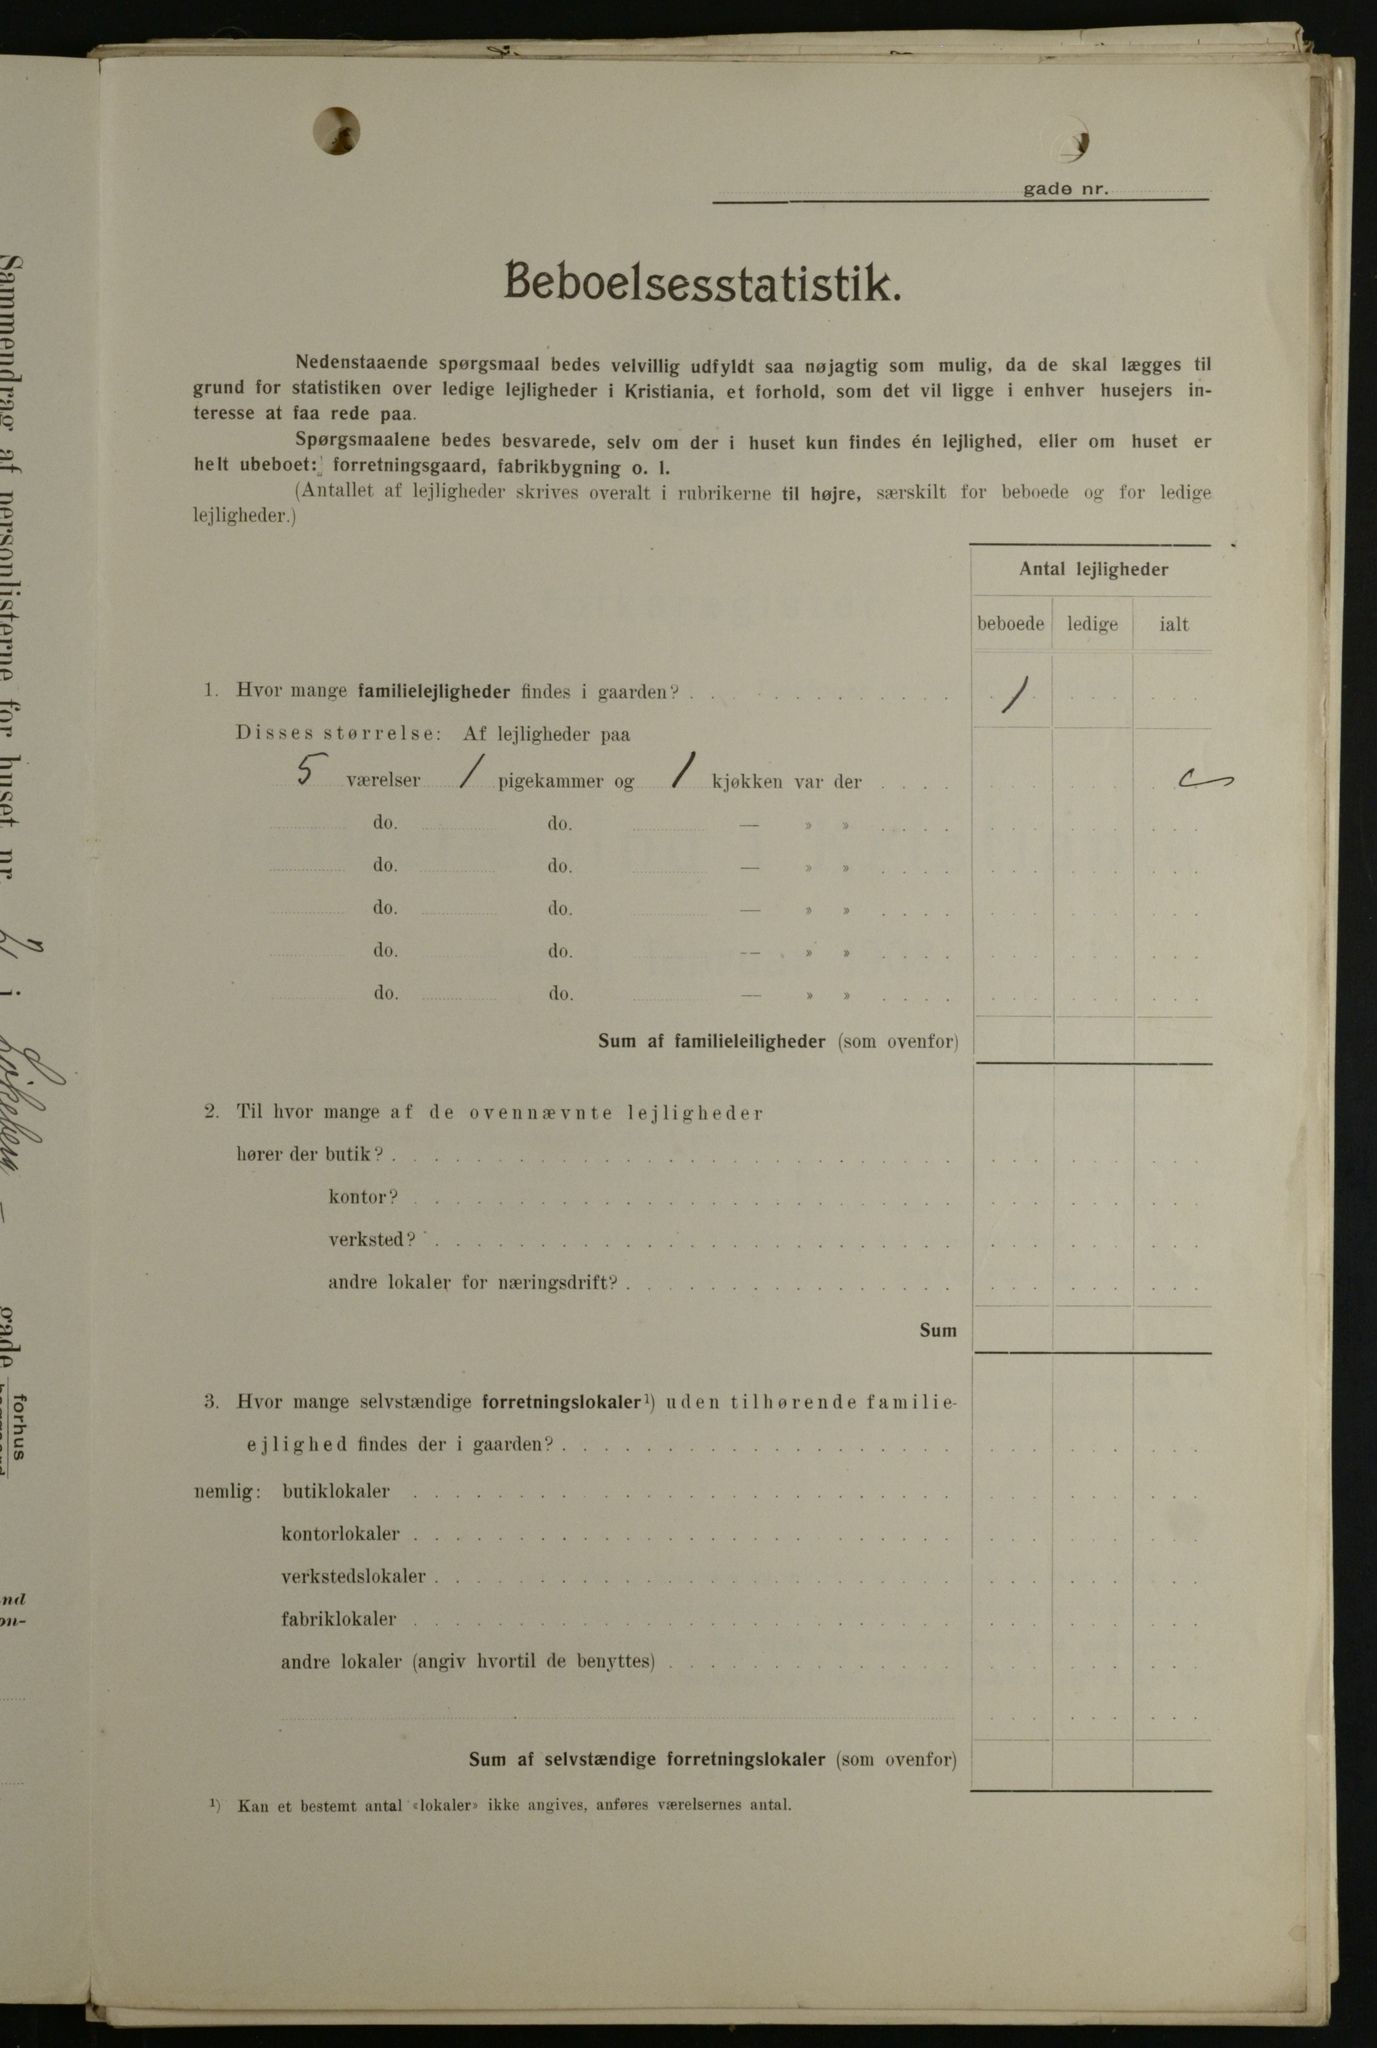 gade nr.
Beboelsesstatistik.
Nedenstaaende spørgsmaal bedes velvillig udfyldt saa nøjagtig som mulig, da de skal lægges til
grund for statistiken over ledige lejligheder i Kristiania, et forhold, som det vil ligge i enhver husejers in-
teresse at faa rede paa.
Spørgsmaalene bedes besvarede, selv om der i huset kun findes én lejlighed, eller om huset er
helt ubeboet: forretningsgaard, fabrikbygning o. l.
(Antallet af lejligheder skrives overalt i rubrikerne til højre, særskilt for beboede og for ledige
lejligheder.)
Antal lejligheder
beboede ledige ialt
1. Hvor mange familielejligheder findes i gaarden? . . . 1
Disses størrelse: Af lejligheder paa
5 værelser 1 pigekammer og 1 kjøkken var der . . . .
do. do. — » » . . . .
do. do. — » » . . . .
do. do. — » » . . . .
do. do. — » » . . . .
do. do. — » » . . . .
Sum af familieleiligheder (som ovenfor)
2. Til hvor mange af de ovennævnte lejligheder
hører der butik? . . .
kontor? . . .
verksted? . . .
andre lokaler for næringsdrift? . . .
Sum
3. Hvor mange selvstændige forretningslokaler¹) uden tilhørende familie-
ejlighed findes der i gaarden? . . .
nemlig: butiklokaler . . .
kontorlokaler . . .
verkstedslokaler . . .
fabriklokaler . . .
andre lokaler (angiv hvortil de benyttes) . . .
Sum af selvstændige forretningslokaler (som ovenfor)
¹) Kan et bestemt antal «lokaler» ikke angives, anføres værelsernes antal.
Sammendrag af personlisterne for huset nr. i gade forhus
nd
on-